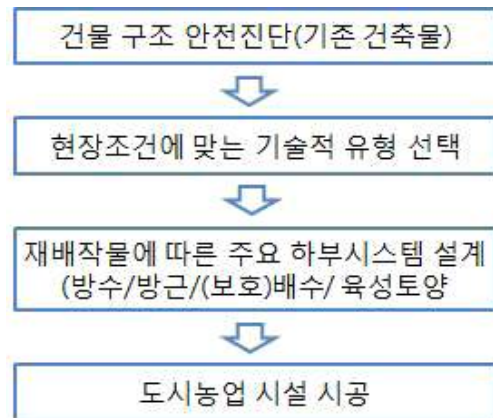 건물 구조 안전진단(기존 건축물)
현장조건에 맞는 기술적 유형 선택
재배작물에 따른 주요 하부시스템 설계
(방수/방근/(보호)배수/ 육성토양
도시농업 시설 시공